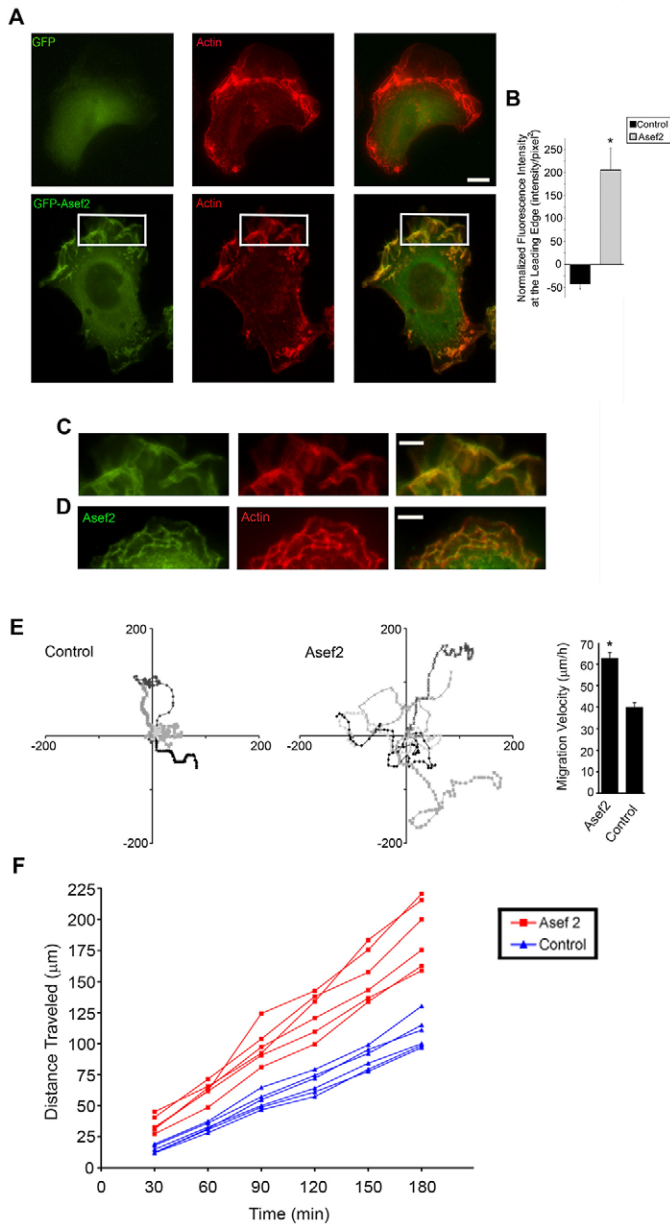 A
GFP
Actin
GFP-Asef2
Actin
B
Control
Asef2
*
250
200
150
100
50
0
-50
Normalized Fluorescence Intensity
at the Leading Edge (intensity/pixel²)
C
D
Asef2
Actin
E
Control
200
-200
200
-200
Asef2
200
-200
200
-200
Migration Velocity (μm/h)
70
60
50
40
30
20
10
0
*
Asef2
Control
F
Distance Traveled (μm)
225
200
175
150
125
100
75
50
25
0
0 30 60 90 120 150 180
Time (min)
Asef 2
Control